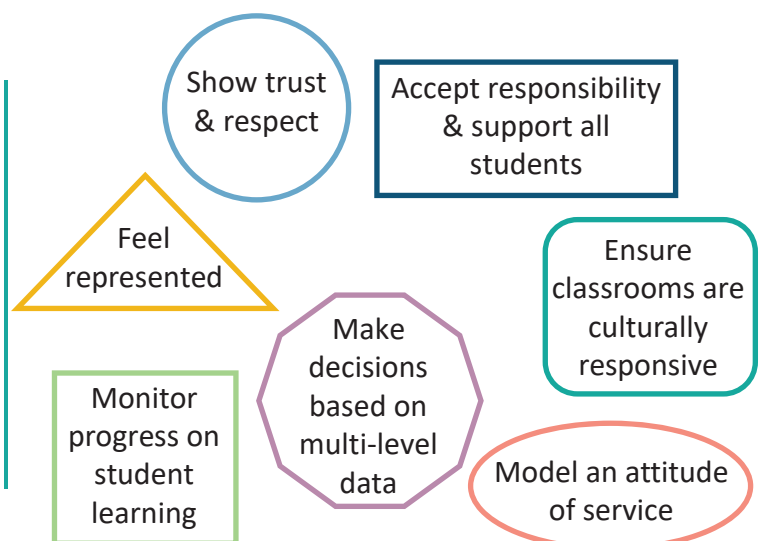 Show trust
& respect
Accept responsibility
& support all
students
Feel
represented
Ensure
classrooms are
culturally
responsive
Make
decisions
based on
multi-level
data
Monitor
progress on
student
learning
Model an attitude
of service